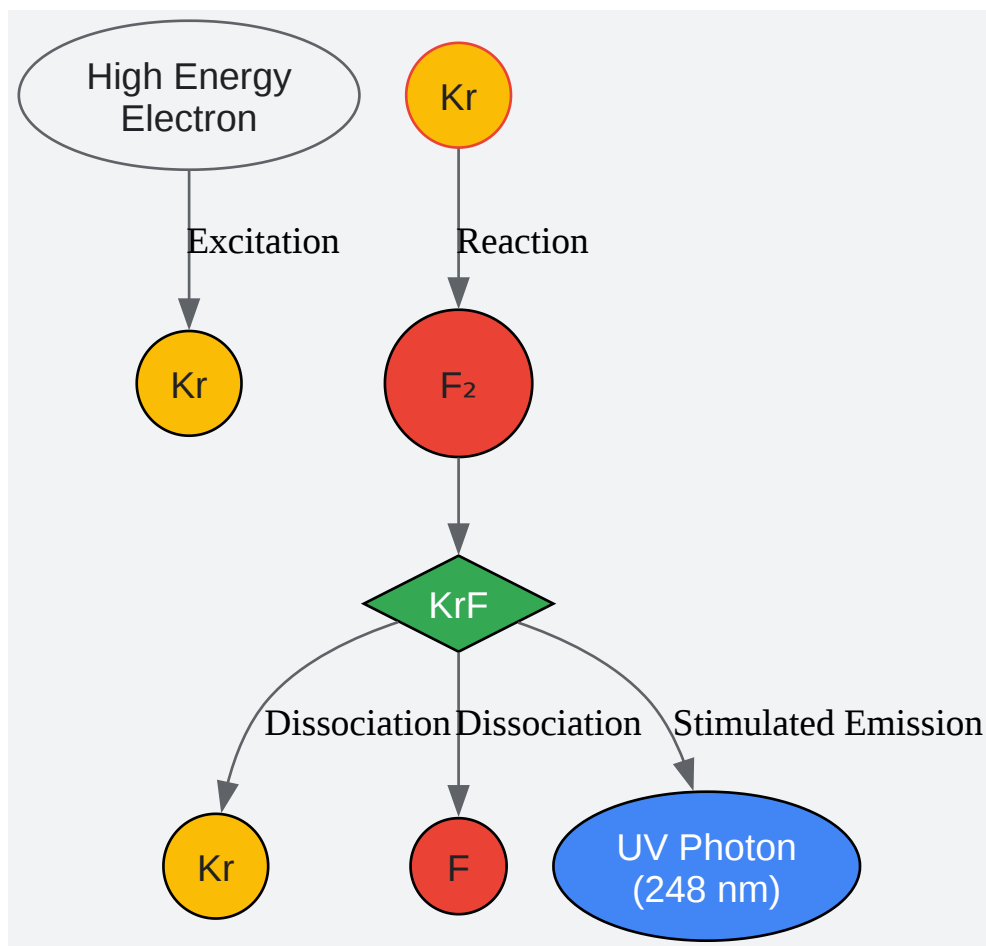 High Energy
Electron
Kr
Excitation
Reaction
Kr
F₂
KrF
Dissociation
Dissociation
Stimulated Emission
Kr
F
UV Photon
(248 nm)